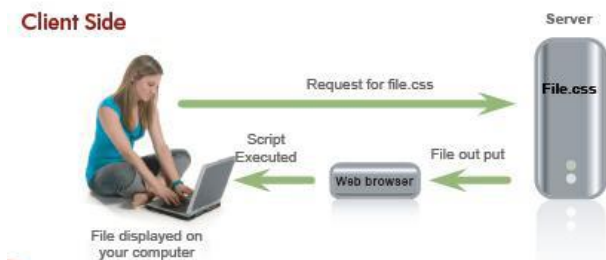 Client Side
Server
Request for file.css
File.css
Script
Executed
File out put
Web browser
File displayed on
your computer